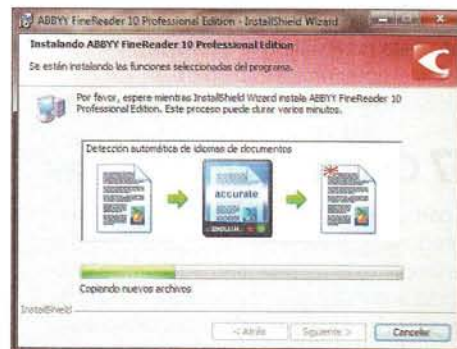 ABBYY FineReader 10 Professional Edition - InstallShield Wizard
Instalando ABBYY FineReader 10 Professional Edition
Se están instalando las funciones seleccionadas del programa.
Por favor, espere mientras InstallShield Wizard instala ABBYY FineReader 10
Professional Edition. Este proceso puede durar varios minutos.
Detección automática de idiomas de documentos
accurate
Copiando nuevos archivos
InstallShield
< Atrás
Siguiente >
Cancelar